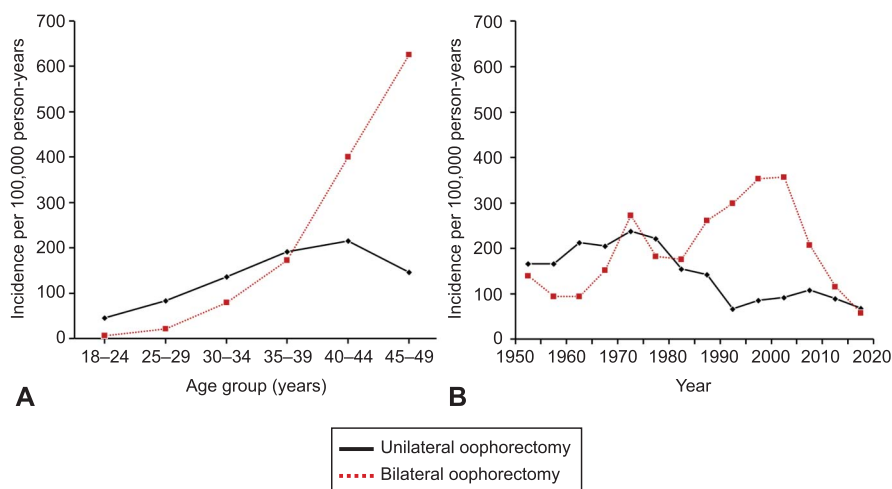 Incidence per 100,000 person-years
700
600
500
400
300
200
100
0
18–24 25–29 30–34 35–39 40–44 45–49
Age group (years)
A
Incidence per 100,000 person-years
700
600
500
400
300
200
100
0
1950 1960 1970 1980 1990 2000 2010 2020
Year
B
Unilateral oophorectomy
Bilateral oophorectomy